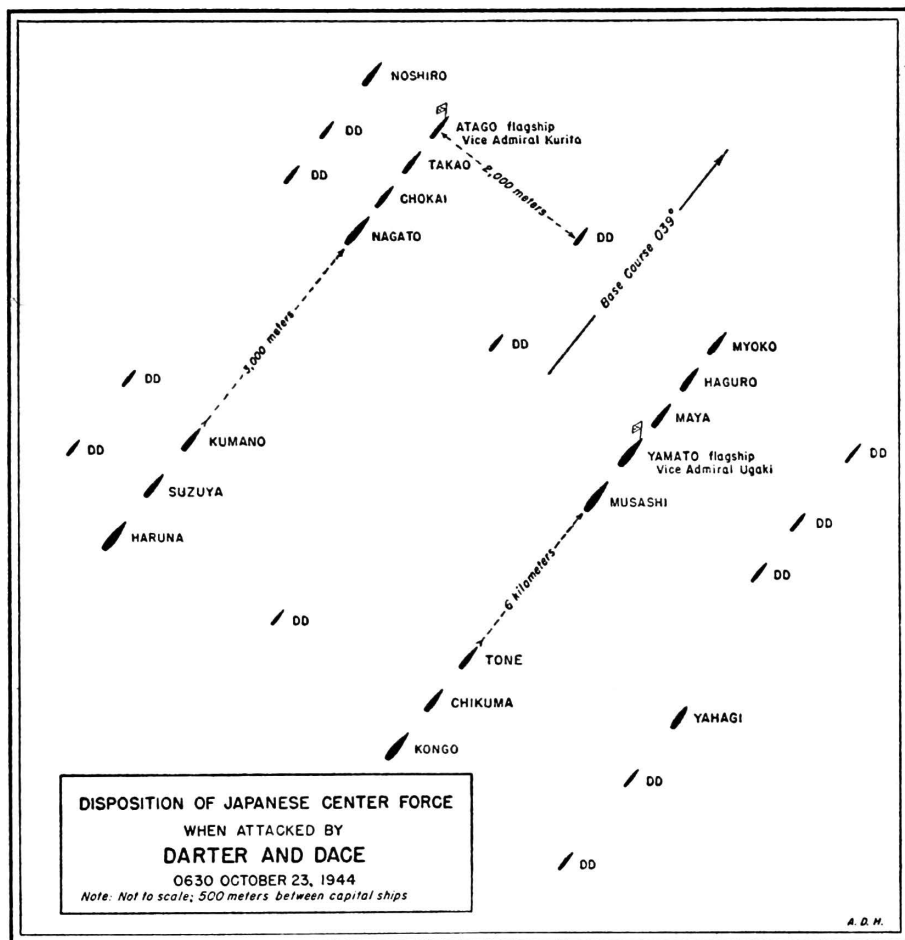 NOSHIRO
ATAGO flagship
Vice Admiral Kurita
DD
TAKAO
DD
2,000 meters
CHOKAI
NAGATO
DD
Base Course 039°
3,000 meters
DD
MYOKO
DD
HAGURO
MAYA
KUMANO
DD
YAMATO flagship
Vice Admiral Ugaki
DD
SUZUYA
MUSASHI
DD
HARUNA
6 kilometers
DD
DD
TONE
CHIKUMA
YAHAGI
KONGO
DD
DISPOSITION OF JAPANESE CENTER FORCE
WHEN ATTACKED BY
DARTER AND DACE
0630 OCTOBER 23, 1944
Note: Not to scale; 500 meters between capital ships
DD
A. D. H.